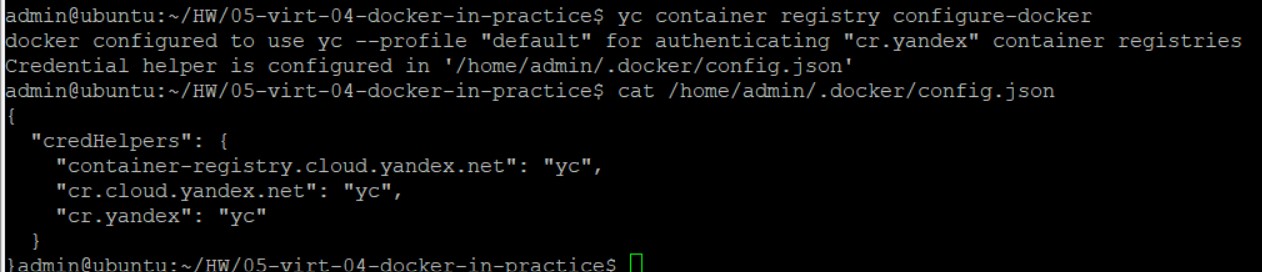 admin@ubuntu:~/HW/05-virt-04-docker-in-practice$ yc container registry configure-docker
docker configured to use yc --profile "default" for authenticating "cr.yandex" container registries
Credential helper is configured in '/home/admin/.docker/config.json'
admin@ubuntu:~/HW/05-virt-04-docker-in-practice$ cat /home/admin/.docker/config.json
{
  "credHelpers": {
    "container-registry.cloud.yandex.net": "yc",
    "cr.cloud.yandex.net": "yc",
    "cr.yandex": "yc"
  }
}admin@ubuntu:~/HW/05-virt-04-docker-in-practice$